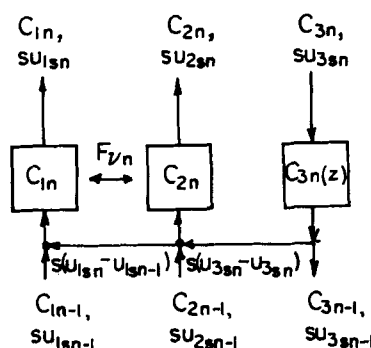 C1n, C2n, C3n,
su1sn su2sn su3sn
Fνn
C1n C2n C3n(z)
s(u1sn-u1sn-1) s(u3sn-u3sn)
C1n-1, C2n-1, C3n-1,
su1sn-1 su2sn-1 su3sn-1